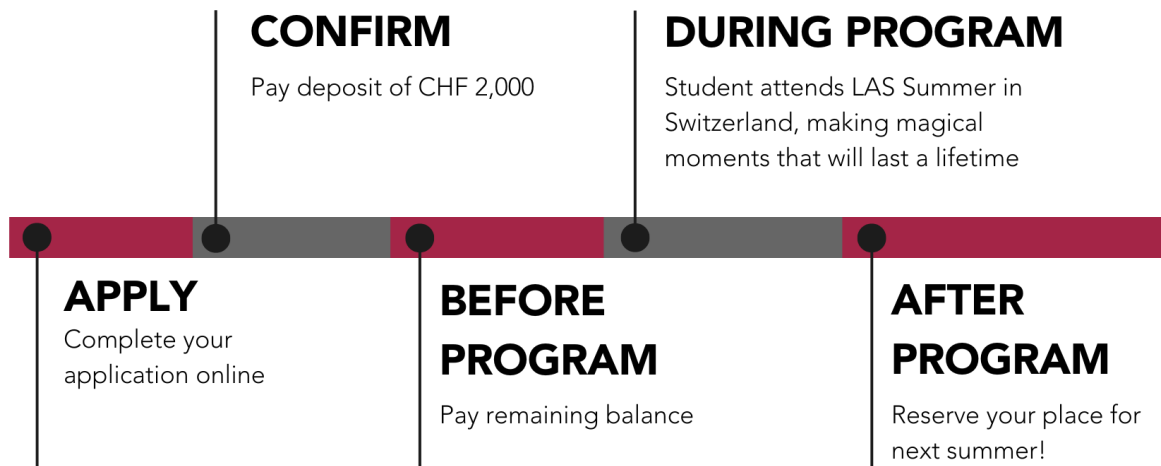 CONFIRM
Pay deposit of CHF 2,000
DURING PROGRAM
Student attends LAS Summer in
Switzerland, making magical
moments that will last a lifetime
APPLY
Complete your
application online
BEFORE
PROGRAM
Pay remaining balance
AFTER
PROGRAM
Reserve your place for
next summer!